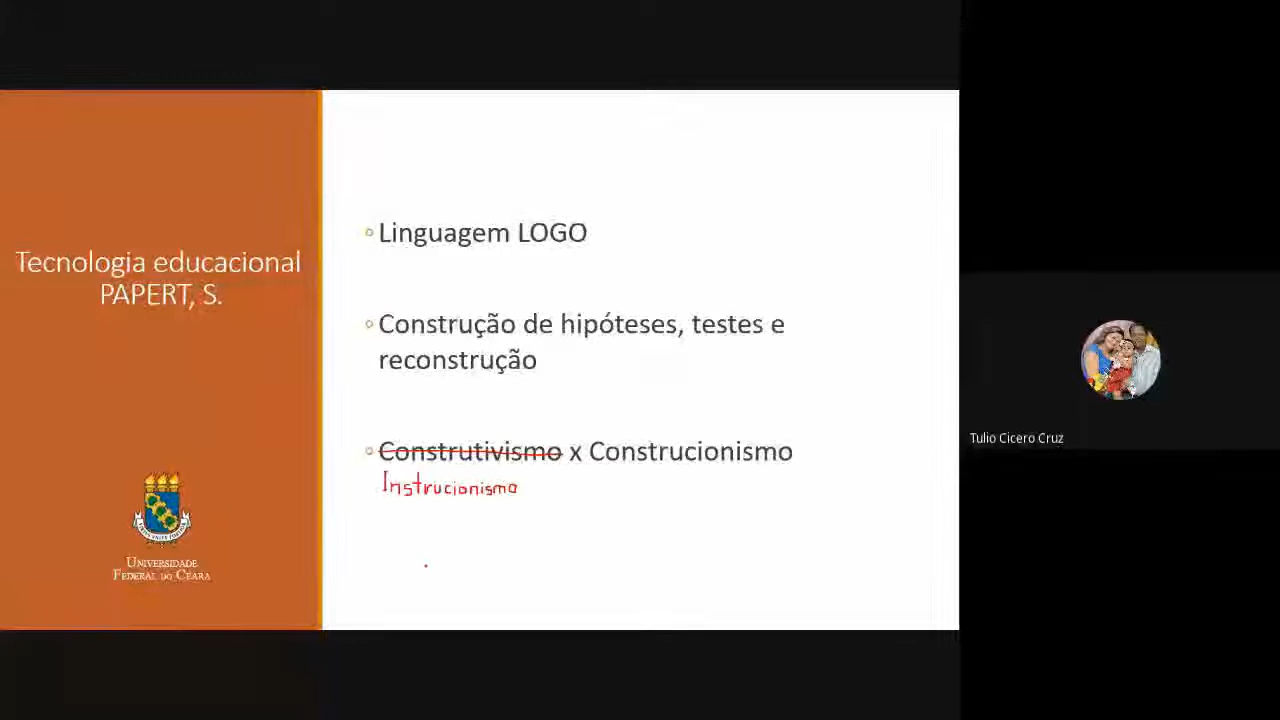 Tecnologia educacional
PAPERT, S.
UNIVERSIDADE
FEDERAL DO CEARÁ
Linguagem LOGO
Construção de hipóteses, testes e
reconstrução
Construtivismo x Construcionismo
Instrucionismo
Tulio Cicero Cruz